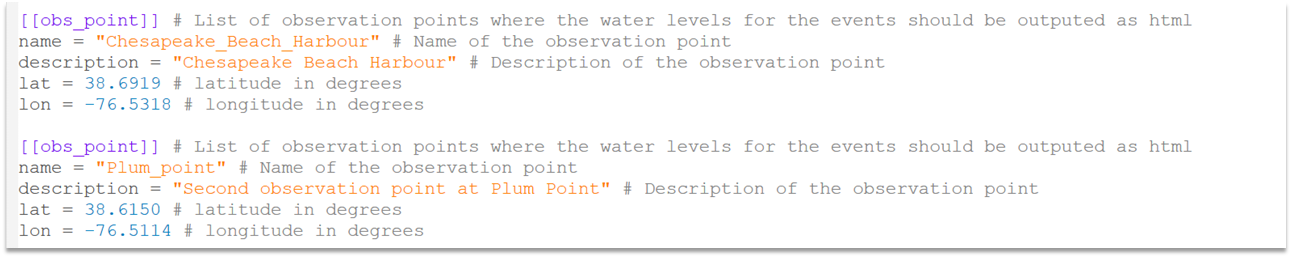 [[obs_point]] # List of observation points where the water levels for the events should be outputed as html
name = "Chesapeake_Beach_Harbour" # Name of the observation point
description = "Chesapeake Beach Harbour" # Description of the observation point
lat = 38.6919 # latitude in degrees
lon = -76.5318 # longitude in degrees
[[obs_point]] # List of observation points where the water levels for the events should be outputed as html
name = "Plum_point" # Name of the observation point
description = "Second observation point at Plum Point" # Description of the observation point
lat = 38.6150 # latitude in degrees
lon = -76.5114 # longitude in degrees